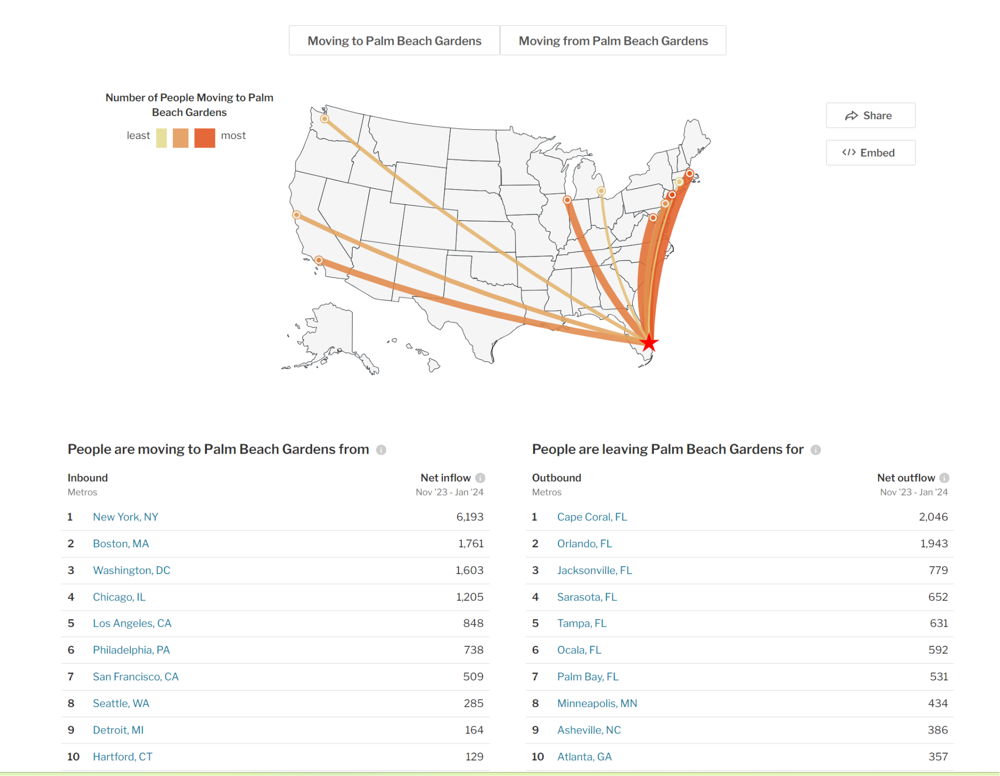 Moving to Palm Beach Gardens
Moving from Palm Beach Gardens
Number of People Moving to Palm
Beach Gardens
least
most
Share
</> Embed
People are moving to Palm Beach Gardens from
Inbound
Net inflow
Metros
Nov '23 - Jan '24
1 New York, NY 6,193
2 Boston, MA 1,761
3 Washington, DC 1,603
4 Chicago, IL 1,205
5 Los Angeles, CA 848
6 Philadelphia, PA 738
7 San Francisco, CA 509
8 Seattle, WA 285
9 Detroit, MI 164
10 Hartford, CT 129
People are leaving Palm Beach Gardens for
Outbound
Net outflow
Metros
Nov '23 - Jan '24
1 Cape Coral, FL 2,046
2 Orlando, FL 1,943
3 Jacksonville, FL 779
4 Sarasota, FL 652
5 Tampa, FL 631
6 Ocala, FL 592
7 Palm Bay, FL 531
8 Minneapolis, MN 434
9 Asheville, NC 386
10 Atlanta, GA 357